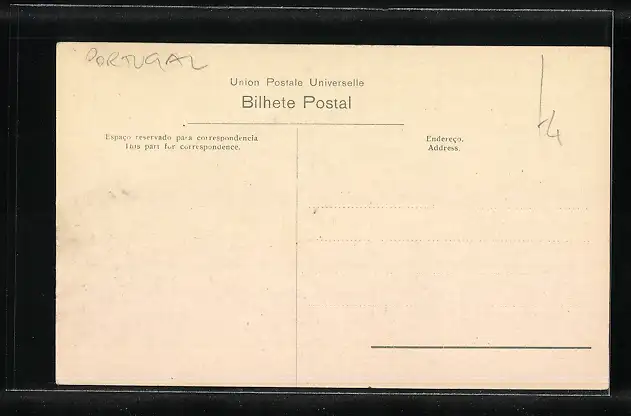 PORTUGAL
Union Postale Universelle
Bilhete Postal
Espaço reservado para correspondencia
This part for correspondence.
Endereço.
Address.